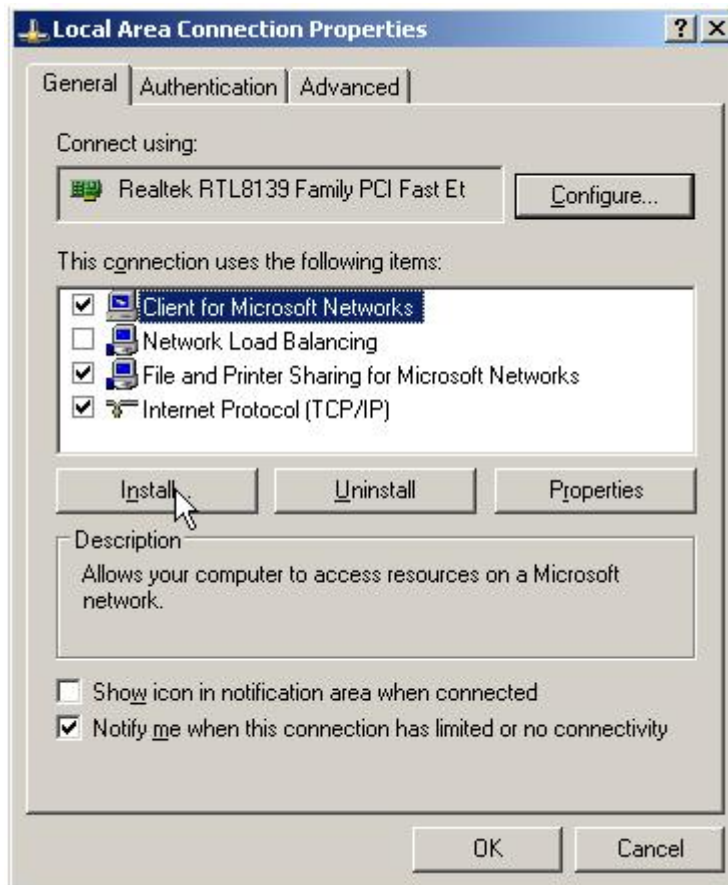 Local Area Connection Properties
General Authentication Advanced
Connect using:
Realtek RTL8139 Family PCI Fast Et
Configure...
This connection uses the following items:
Client for Microsoft Networks
Network Load Balancing
File and Printer Sharing for Microsoft Networks
Internet Protocol (TCP/IP)
Install... Uninstall Properties
Description
Allows your computer to access resources on a Microsoft
network.
Show icon in notification area when connected
Notify me when this connection has limited or no connectivity
OK Cancel